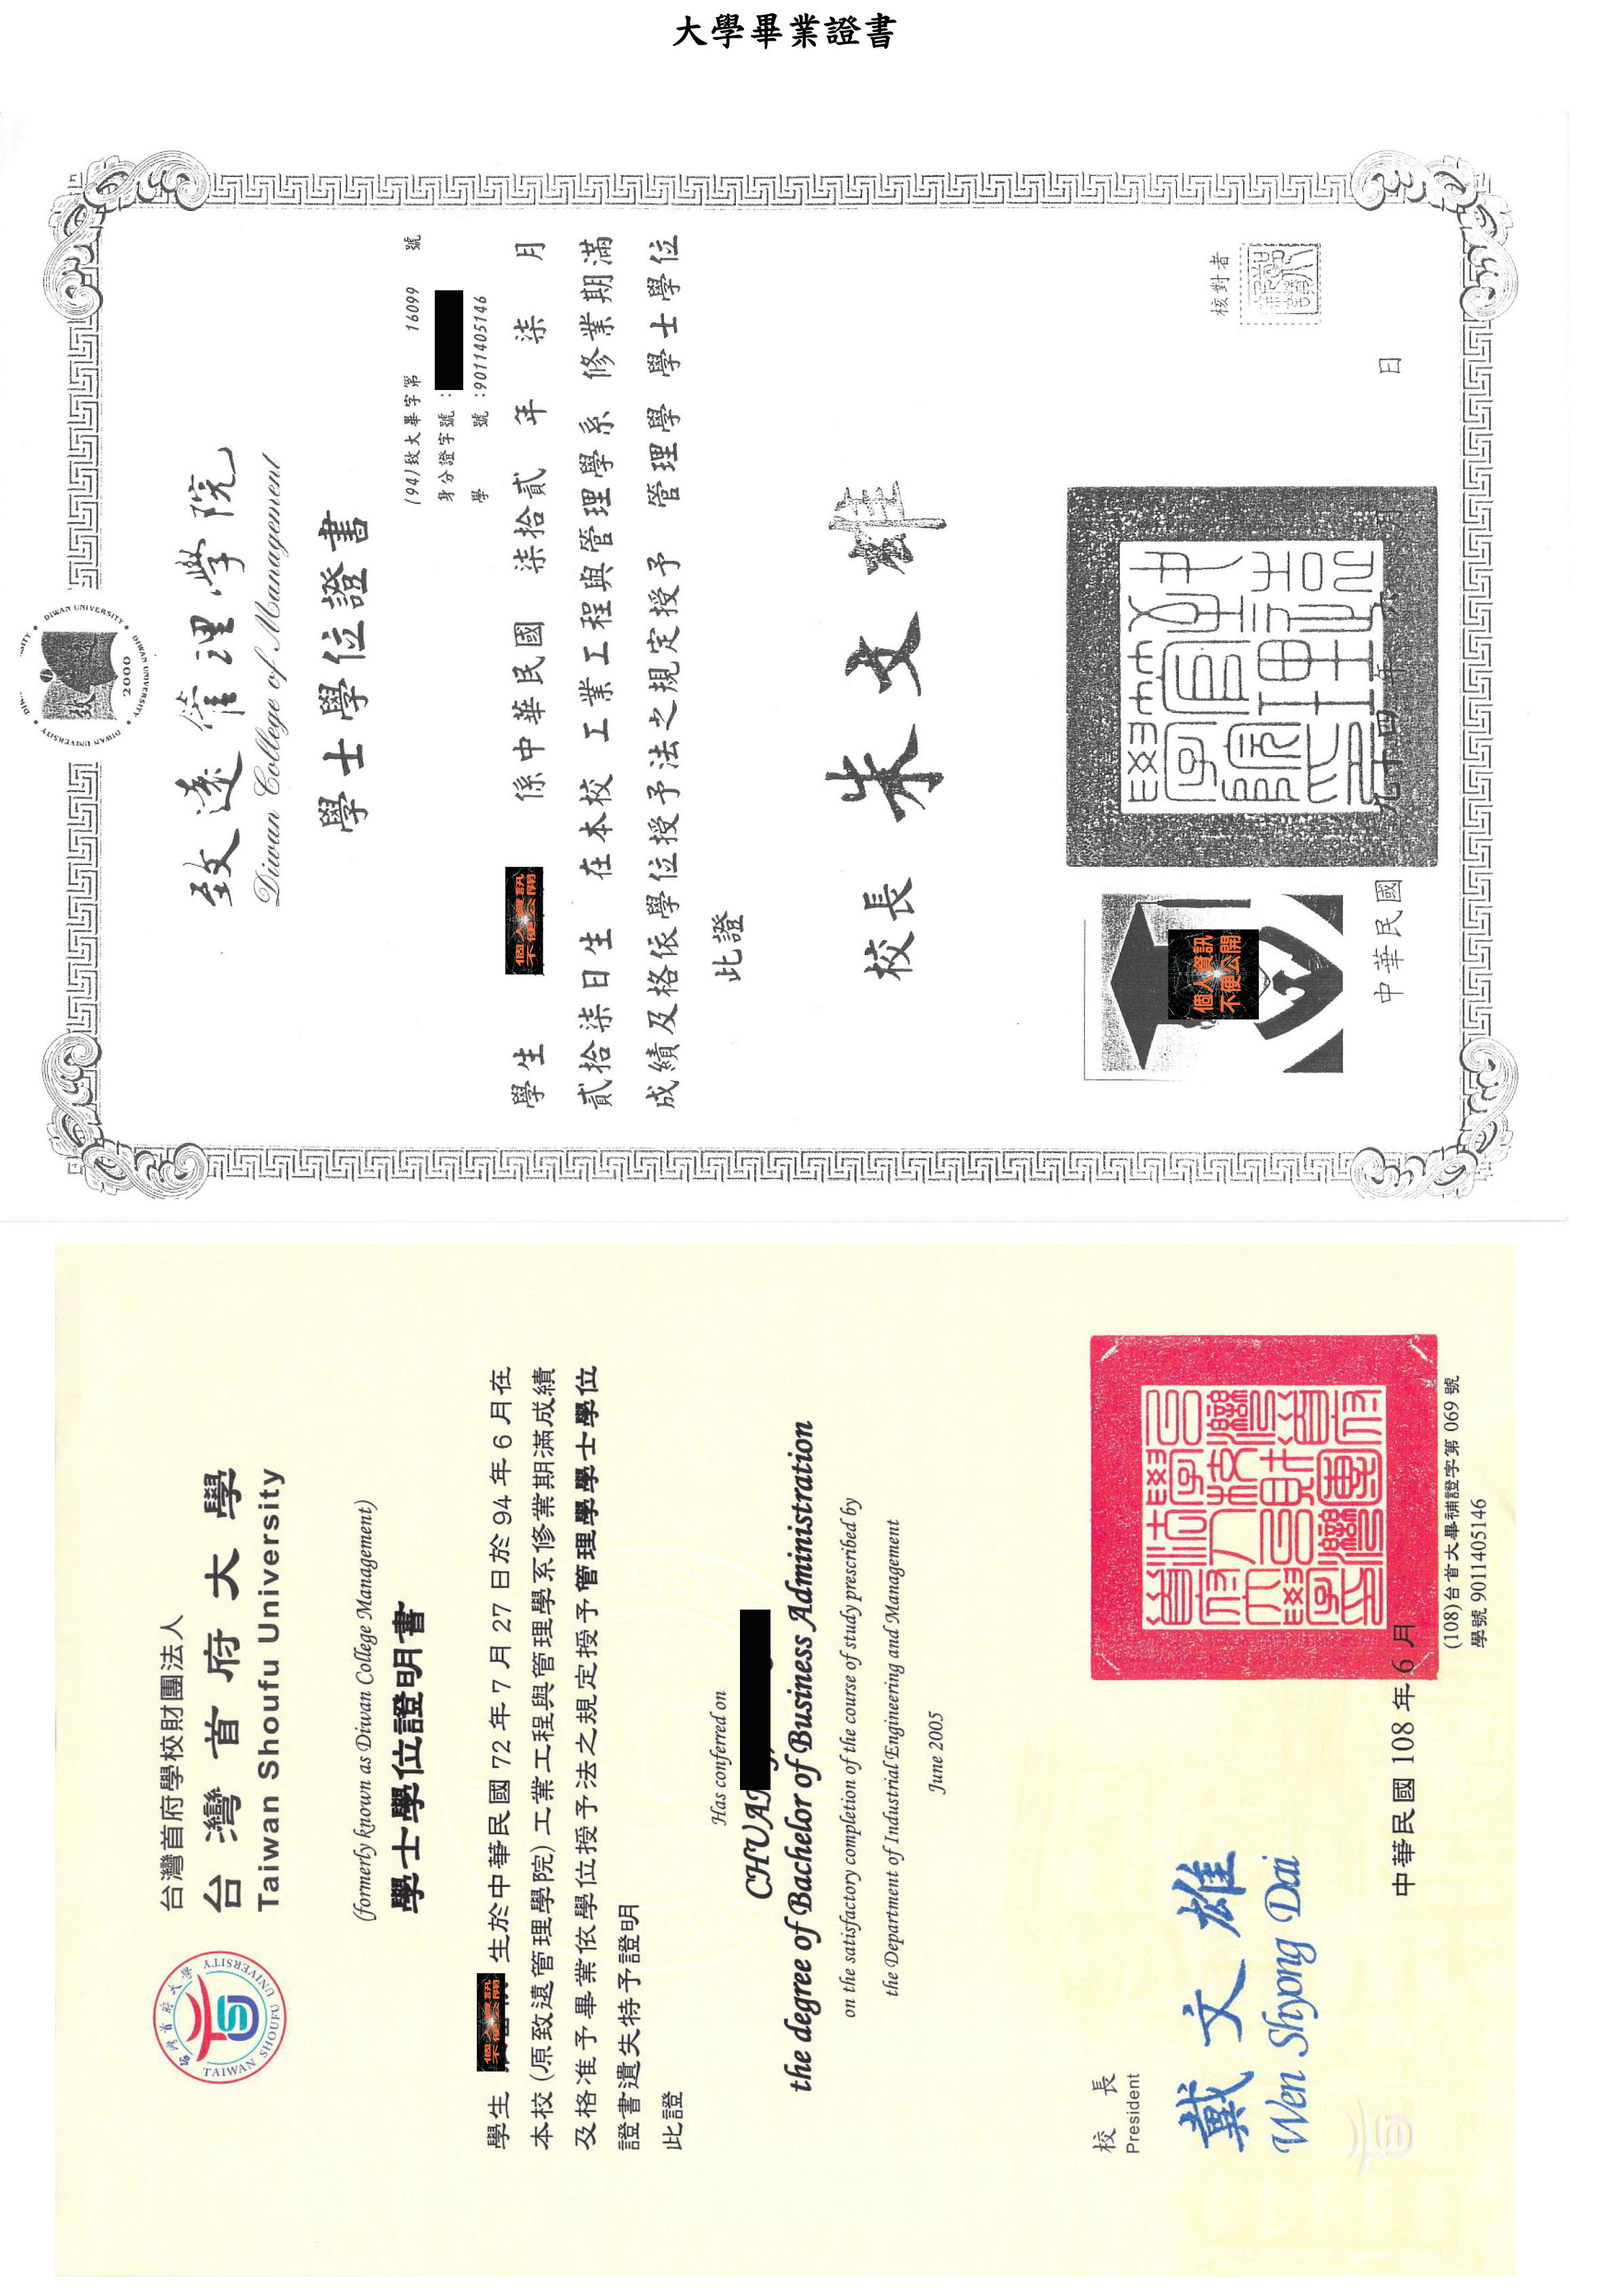 大學畢業證書
DIWAN UNIVERSITY
2000
致遠管理學院
Diwan College of Management
學士學位證書
(94)致大畢字第 16099 號
身分證字號:
學 號:9011405146
學生 係中華民國 柒拾貳 年 柒 月
貳拾柒日生 在本校 工業工程與管理學系 修業期滿
成績及格依學位授予法之規定授予 管理學 學士學位
此證
校長 朱文雄
核對者
個人資訊
不便公開
中華民國 九十四 年 六 月 日
台灣首府學校財團法人
台灣首府大學
Taiwan Shoufu University
台灣首府大學
TAIWAN SHOUFU UNIVERSITY
(formerly known as Diwan College Management)
學士學位證明書
學生 個人資訊不便公開 生於中華民國 72 年 7 月 27 日於 94 年 6 月在
本校(原致遠管理學院)工業工程與管理學系修業期滿成績
及格准予畢業依學位授予法之規定授予管理學學士學位
證書遺失特予證明
此證
Has conferred on
CHUA
the degree of Bachelor of Business Administration
on the satisfactory completion of the course of study prescribed by
the Department of Industrial Engineering and Management
June 2005
校長
President
戴文雄
Wen Shyong Dai
中華民國 108 年 6 月
(108)台首大畢補證字第 069 號
學號 9011405146